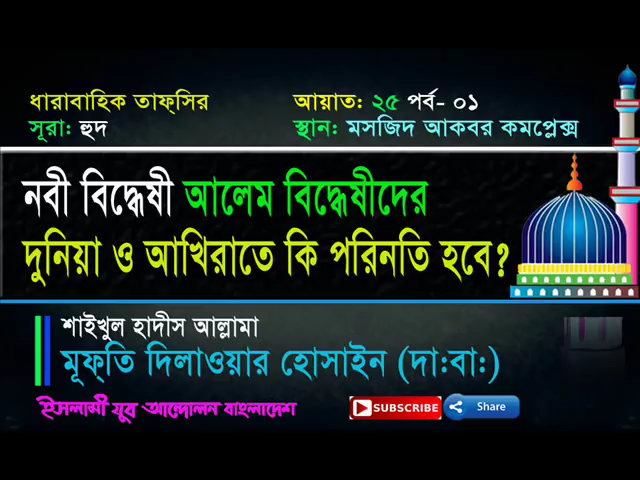 ধারাবাহিক তাফ্সির
আয়াত: ২৫ পর্ব- ০১
সূরা: হুদ
স্থান: মসজিদ আকবর কমপ্লেক্স
নবী বিদ্ধেষী আলেম বিদ্ধেষীদের
দুনিয়া ও আখিরাতে কি পরিনতি হবে?
শাইখুল হাদীস আল্লামা
মূফ্তি দিলাওয়ার হোসাইন (দা:বা:)
ইসলামী যুব আন্দোলন বাংলাদেশ
SUBSCRIBE
Share